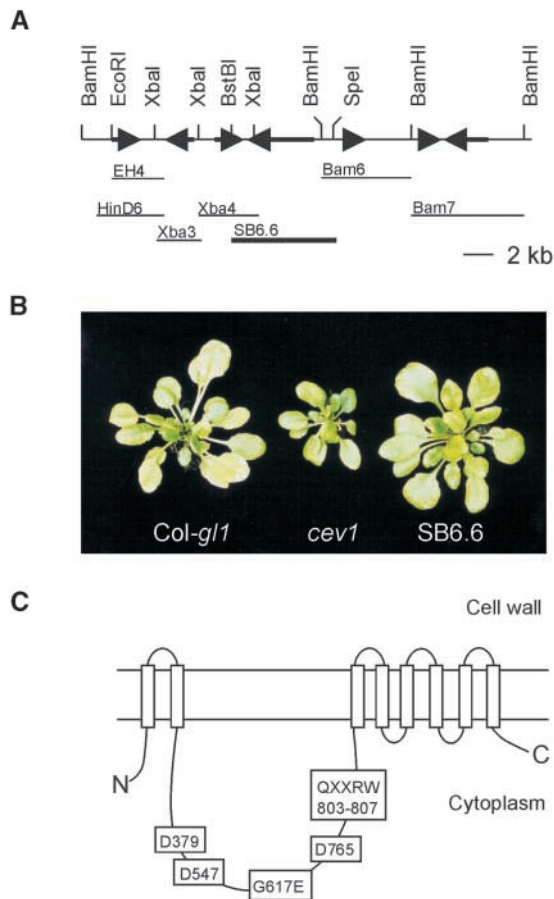 A
BamHI EcoRI XbaI XbaI BstBI XbaI BamHI SpeI BamHI BamHI
EH4 Bam6
HinD6 Xba4 Bam7
Xba3 SB6.6
2 kb
B
Col-gl1 cev1 SB6.6
C
Cell wall
N C
QXXRW
803-807
Cytoplasm
D379 D765
D547 G617E